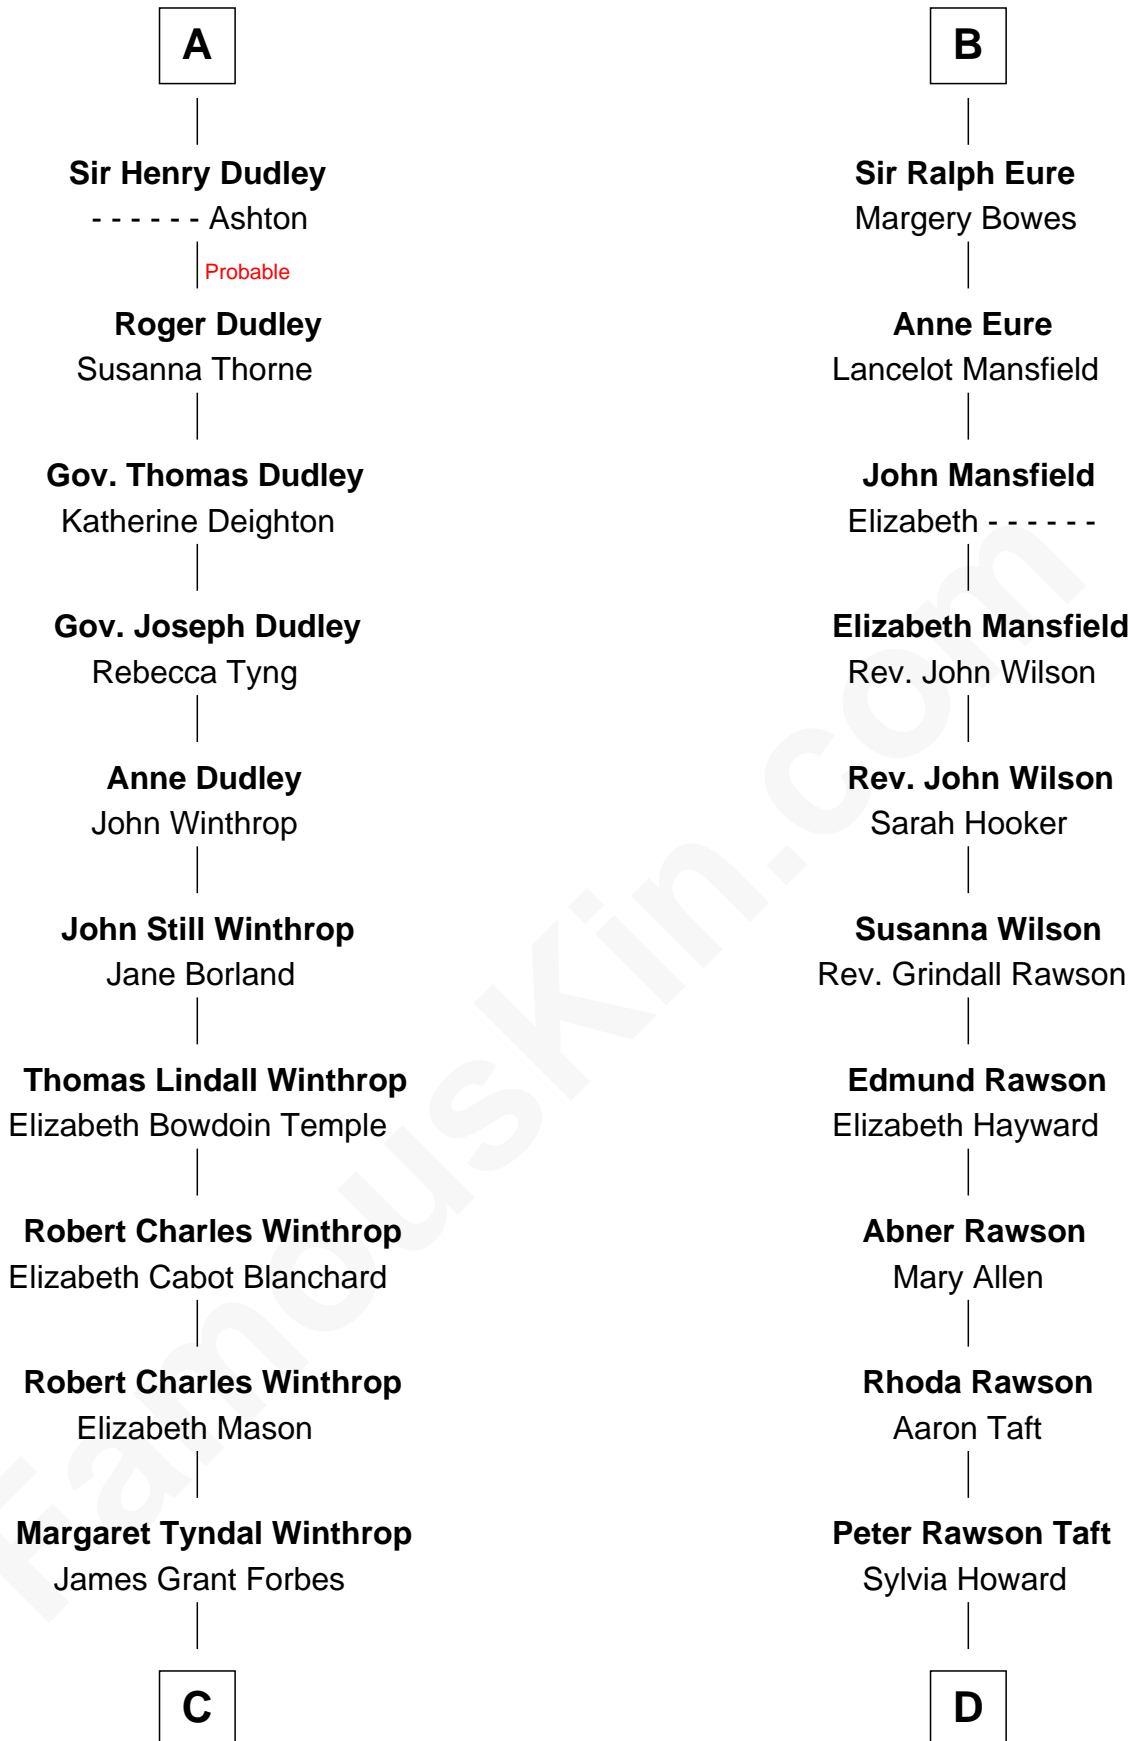 A
Sir Henry Dudley
- - - - - - Ashton
Probable
Roger Dudley
Susanna Thorne
Gov. Thomas Dudley
Katherine Deighton
Gov. Joseph Dudley
Rebecca Tyng
Anne Dudley
John Winthrop
John Still Winthrop
Jane Borland
Thomas Lindall Winthrop
Elizabeth Bowdoin Temple
Robert Charles Winthrop
Elizabeth Cabot Blanchard
Robert Charles Winthrop
Elizabeth Mason
Margaret Tyndal Winthrop
James Grant Forbes
C
B
Sir Ralph Eure
Margery Bowes
Anne Eure
Lancelot Mansfield
John Mansfield
Elizabeth - - - - - -
Elizabeth Mansfield
Rev. John Wilson
Rev. John Wilson
Sarah Hooker
Susanna Wilson
Rev. Grindall Rawson
Edmund Rawson
Elizabeth Hayward
Abner Rawson
Mary Allen
Rhoda Rawson
Aaron Taft
Peter Rawson Taft
Sylvia Howard
D
FamousKin.com